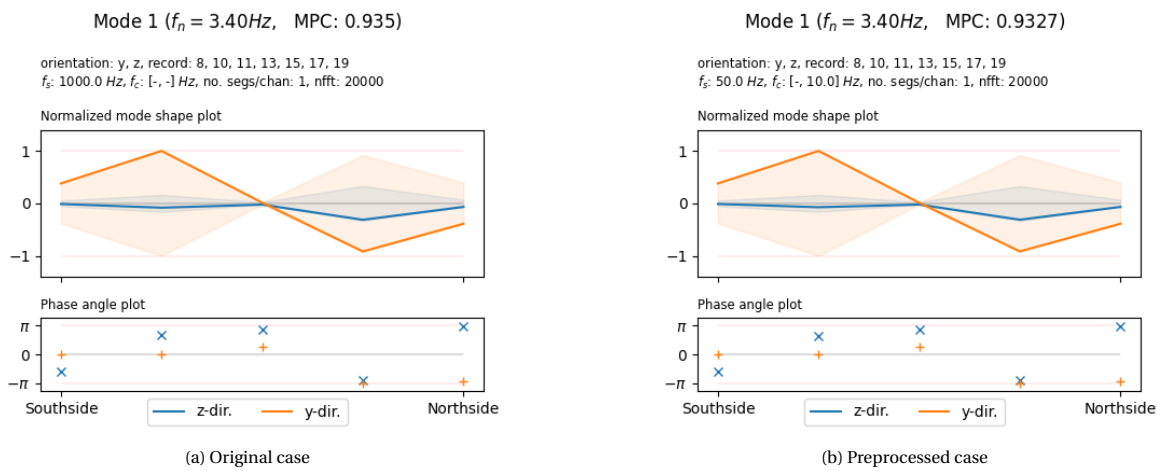 Mode 1 (fn = 3.40Hz, MPC: 0.935)
orientation: y, z, record: 8, 10, 11, 13, 15, 17, 19
fs: 1000.0 Hz, fc: [-, -] Hz, no. segs/chan: 1, nfft: 20000
Normalized mode shape plot
1
0
−1
Phase angle plot
π
0
−π
Southside
Northside
z-dir.
y-dir.
(a) Original case
Mode 1 (fn = 3.40Hz, MPC: 0.9327)
orientation: y, z, record: 8, 10, 11, 13, 15, 17, 19
fs: 50.0 Hz, fc: [-, 10.0] Hz, no. segs/chan: 1, nfft: 20000
Normalized mode shape plot
1
0
−1
Phase angle plot
π
0
−π
Southside
Northside
z-dir.
y-dir.
(b) Preprocessed case